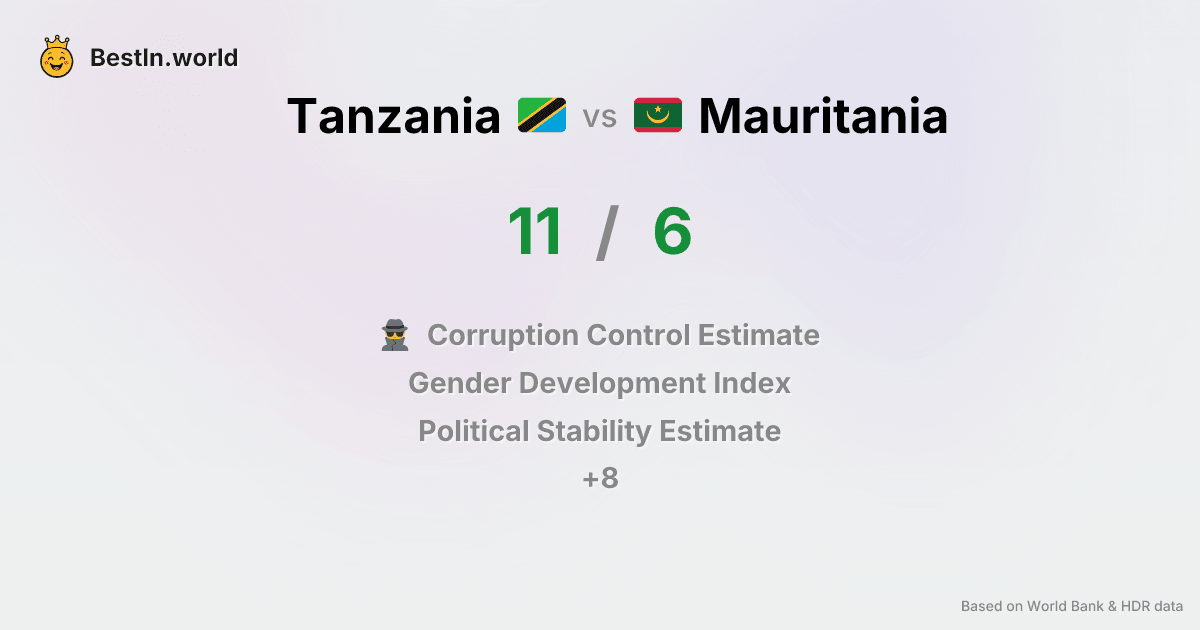 BestIn.world
Tanzania vs Mauritania
11 / 6
Corruption Control Estimate
Gender Development Index
Political Stability Estimate
+8
Based on World Bank & HDR data